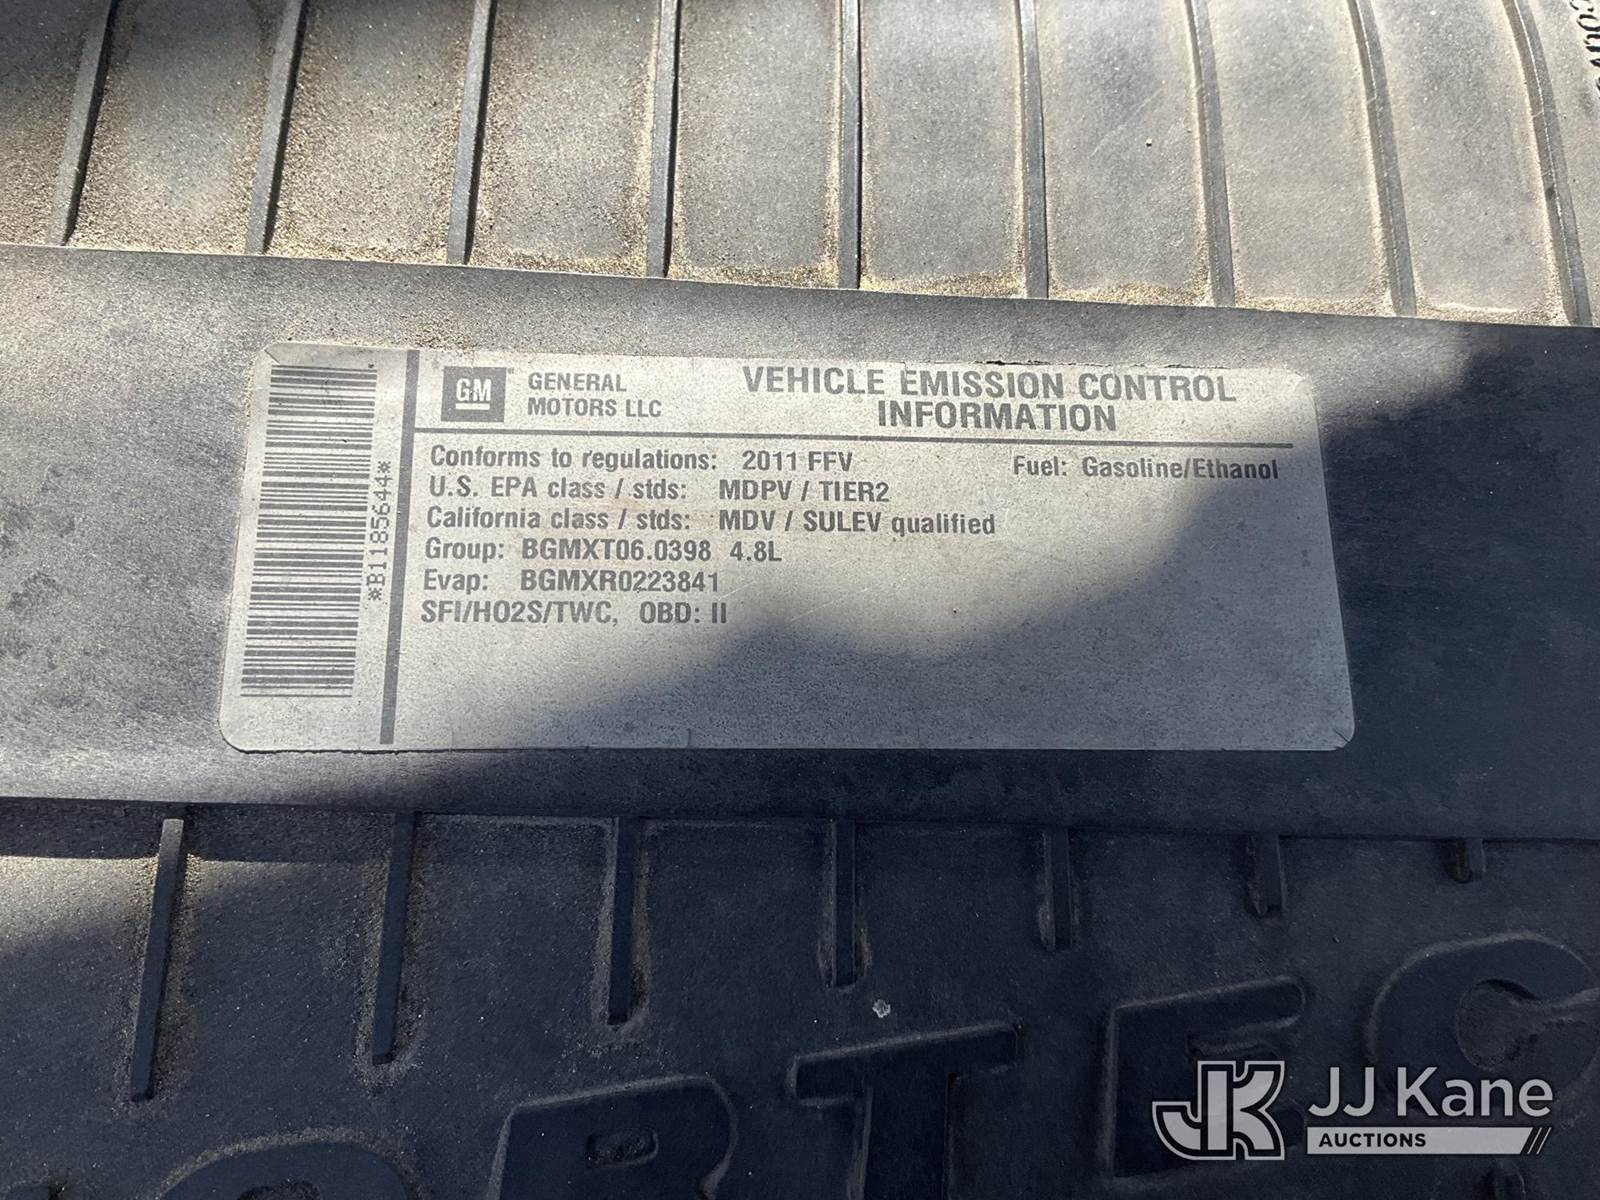 *B11856441*
GM
GENERAL
MOTORS LLC
VEHICLE EMISSION CONTROL
INFORMATION
Conforms to regulations: 2011 FFV
Fuel: Gasoline/Ethanol
U.S. EPA class / stds: MDPV / TIER2
California class / stds: MDV / SULEV qualified
Group: BGMXT06.0398 4.8L
Evap: BGMXR0223841
SFI/HO2S/TWC, OBD: II
JK JJ Kane
AUCTIONS